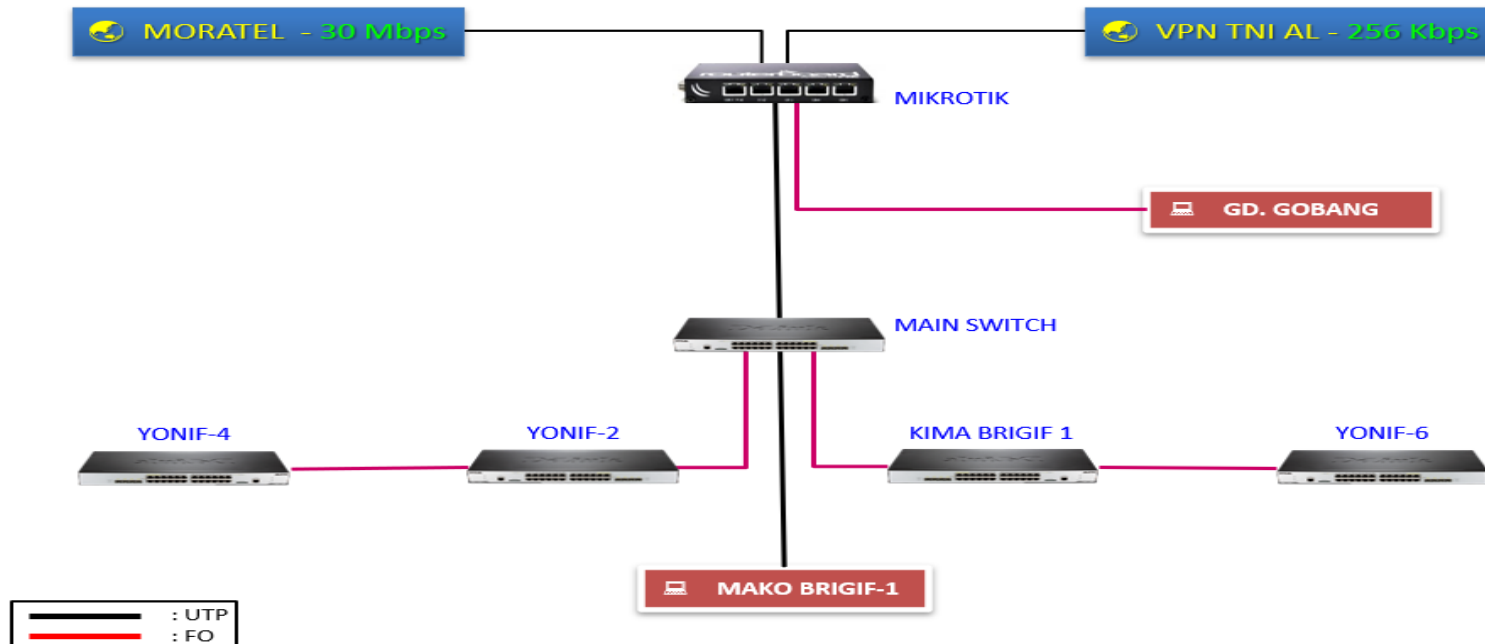 MORATEL - 30 Mbps
VPN TNI AL - 256 Kbps
MIKROTIK
GD. GOBANG
MAIN SWITCH
YONIF-4
YONIF-2
KIMA BRIGIF 1
YONIF-6
MAKO BRIGIF-1
: UTP
: FO